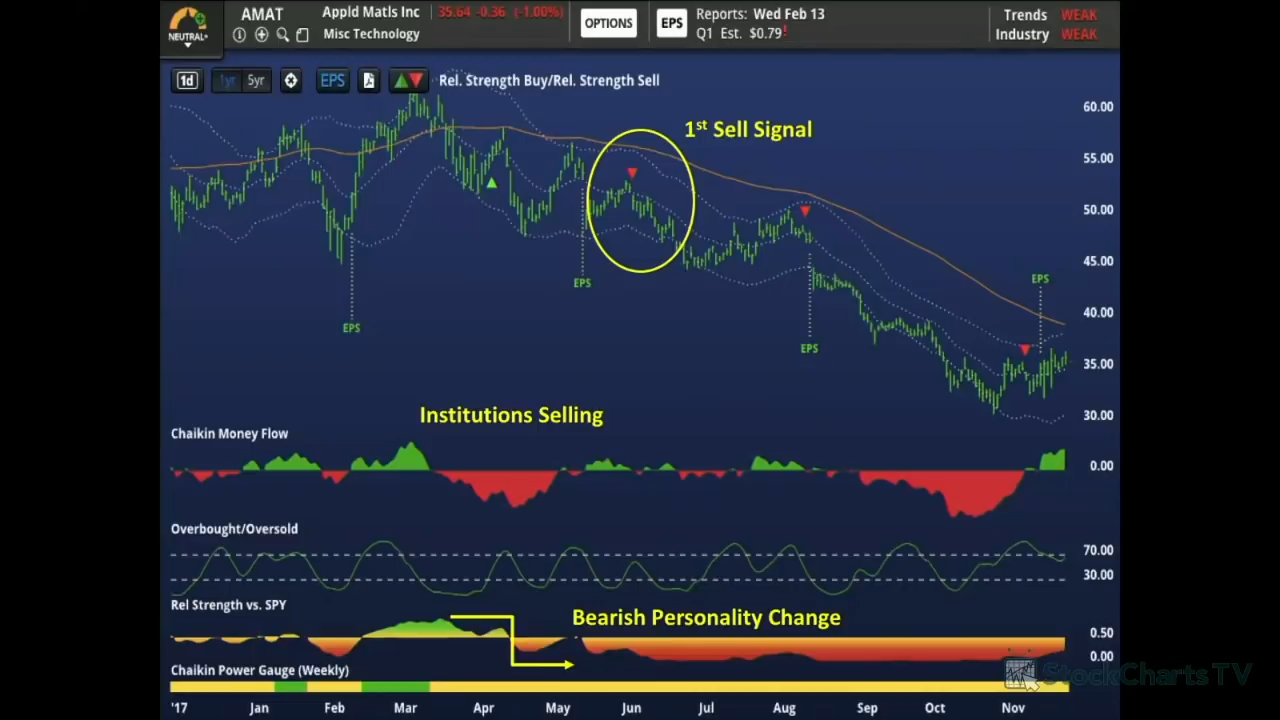 NEUTRAL+
AMAT
Appld Matls Inc
35.64 -0.36 (-1.00%)
Misc Technology
OPTIONS
EPS
Reports: Wed Feb 13
Q1 Est. $0.79!
Trends WEAK
Industry WEAK
1d
1yr 5yr
EPS
Rel. Strength Buy/Rel. Strength Sell
60.00
1st Sell Signal
55.00
50.00
45.00
EPS
EPS
40.00
EPS
EPS
35.00
30.00
Institutions Selling
Chaikin Money Flow
0.00
Overbought/Oversold
70.00
30.00
Rel Strength vs. SPY
Bearish Personality Change
0.50
0.00
Chaikin Power Gauge (Weekly)
StockChartsTV
'17 Jan Feb Mar Apr May Jun Jul Aug Sep Oct Nov